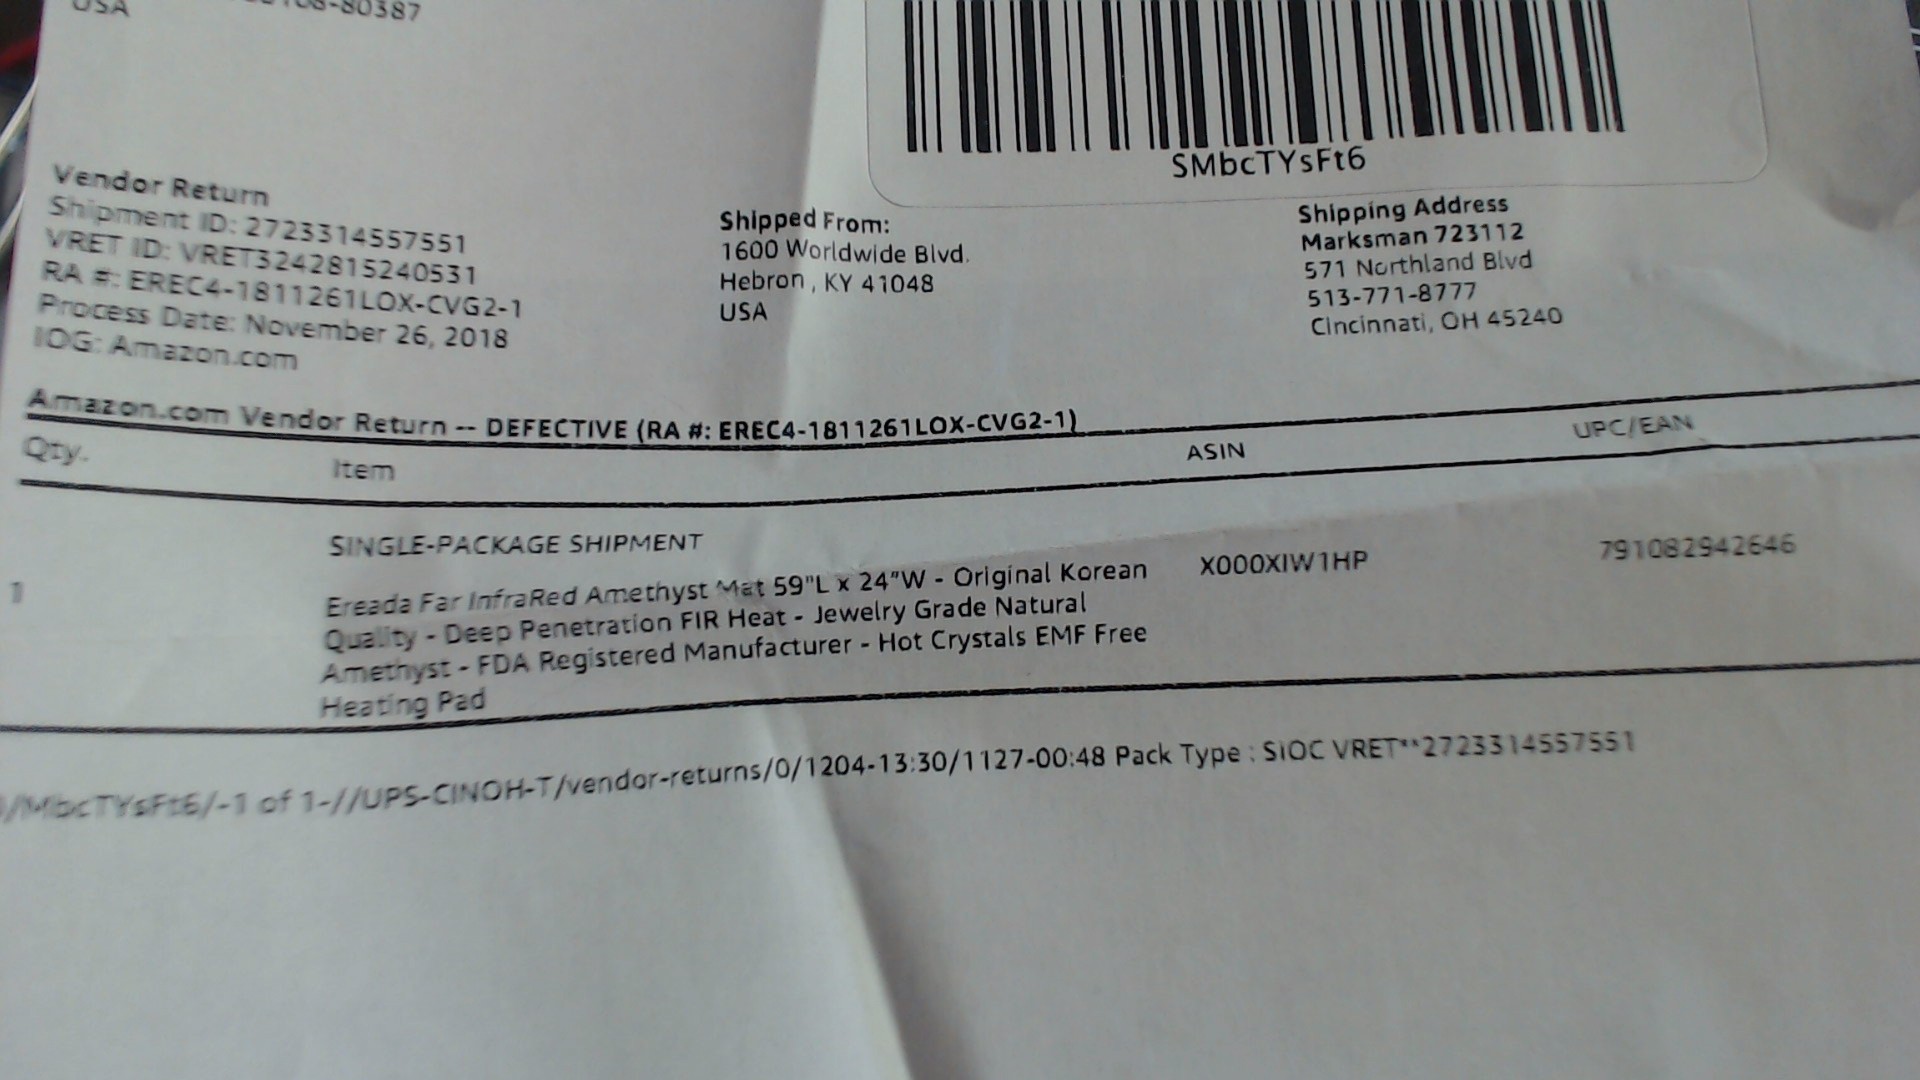 USA
-80387
SMbcTYsFt6
Vendor Return
Shipment ID: 2723314557551
VRET ID: VRET3242815240531
RA #: EREC4-1811261LOX-CVG2-1
Process Date: November 26, 2018
IOG: Amazon.com
Shipped From:
1600 Worldwide Blvd.
Hebron , KY 41048
USA
Shipping Address
Marksman 723112
571 Northland Blvd
513-771-8777
Cincinnati, OH 45240
Amazon.com Vendor Return -- DEFECTIVE (RA #: EREC4-1811261LOX-CVG2-1)
Qty. Item ASIN UPC/EAN
SINGLE-PACKAGE SHIPMENT
1 Ereada Far InfraRed Amethyst Mat 59"L x 24"W - Original Korean X000XIW1HP 791082942646
Quality - Deep Penetration FIR Heat - Jewelry Grade Natural
Amethyst - FDA Registered Manufacturer - Hot Crystals EMF Free
Heating Pad
/MbcTYsFt6/-1 of 1-//UPS-CINOH-T/vendor-returns/0/1204-13:30/1127-00:48 Pack Type : SIOC VRET**2723314557551